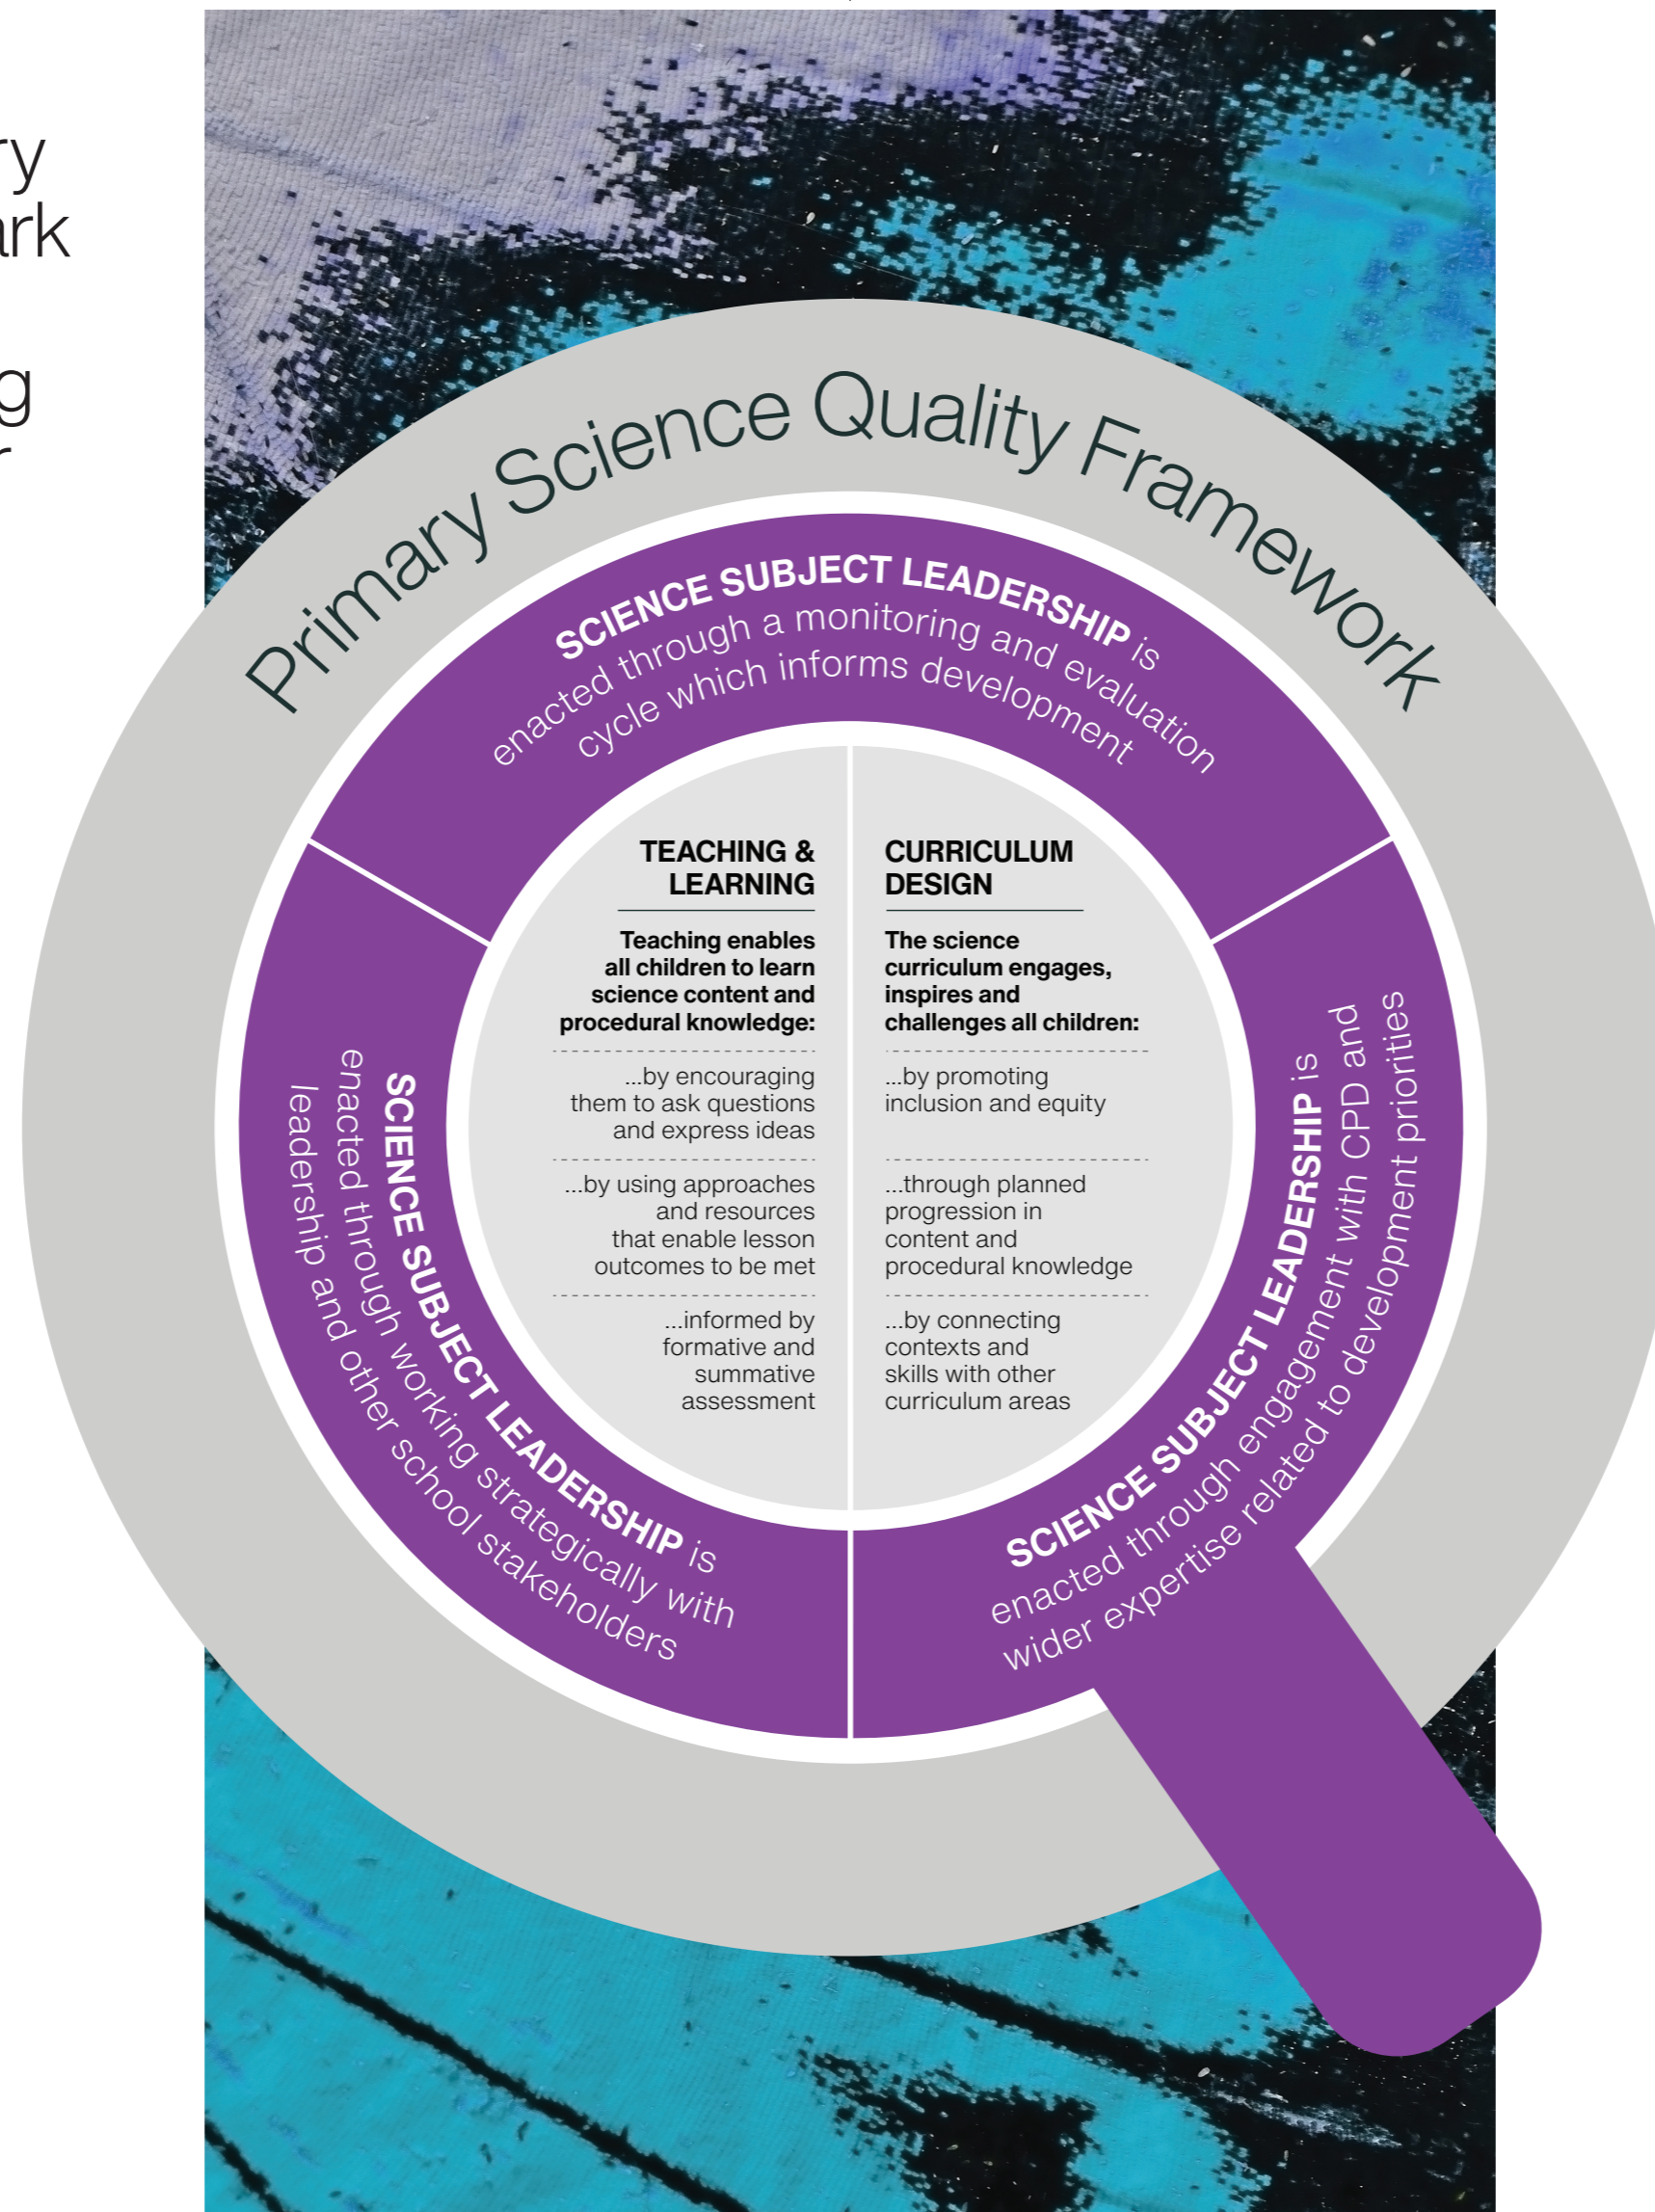 ry
ark
g
r
Primary Science Quality Framework
SCIENCE SUBJECT LEADERSHIP is
enacted through a monitoring and evaluation
cycle which informs development
TEACHING &
LEARNING
Teaching enables
all children to learn
science content and
procedural knowledge:
...by encouraging
them to ask questions
and express ideas
...by using approaches
and resources
that enable lesson
outcomes to be met
...informed by
formative and
summative
assessment
CURRICULUM
DESIGN
The science
curriculum engages,
inspires and
challenges all children:
...by promoting
inclusion and equity
...through planned
progression in
content and
procedural knowledge
...by connecting
contexts and
skills with other
curriculum areas
SCIENCE SUBJECT LEADERSHIP is
enacted through working strategically with
leadership and other school stakeholders
SCIENCE SUBJECT LEADERSHIP is
enacted through engagement with CPD and
wider expertise related to development priorities